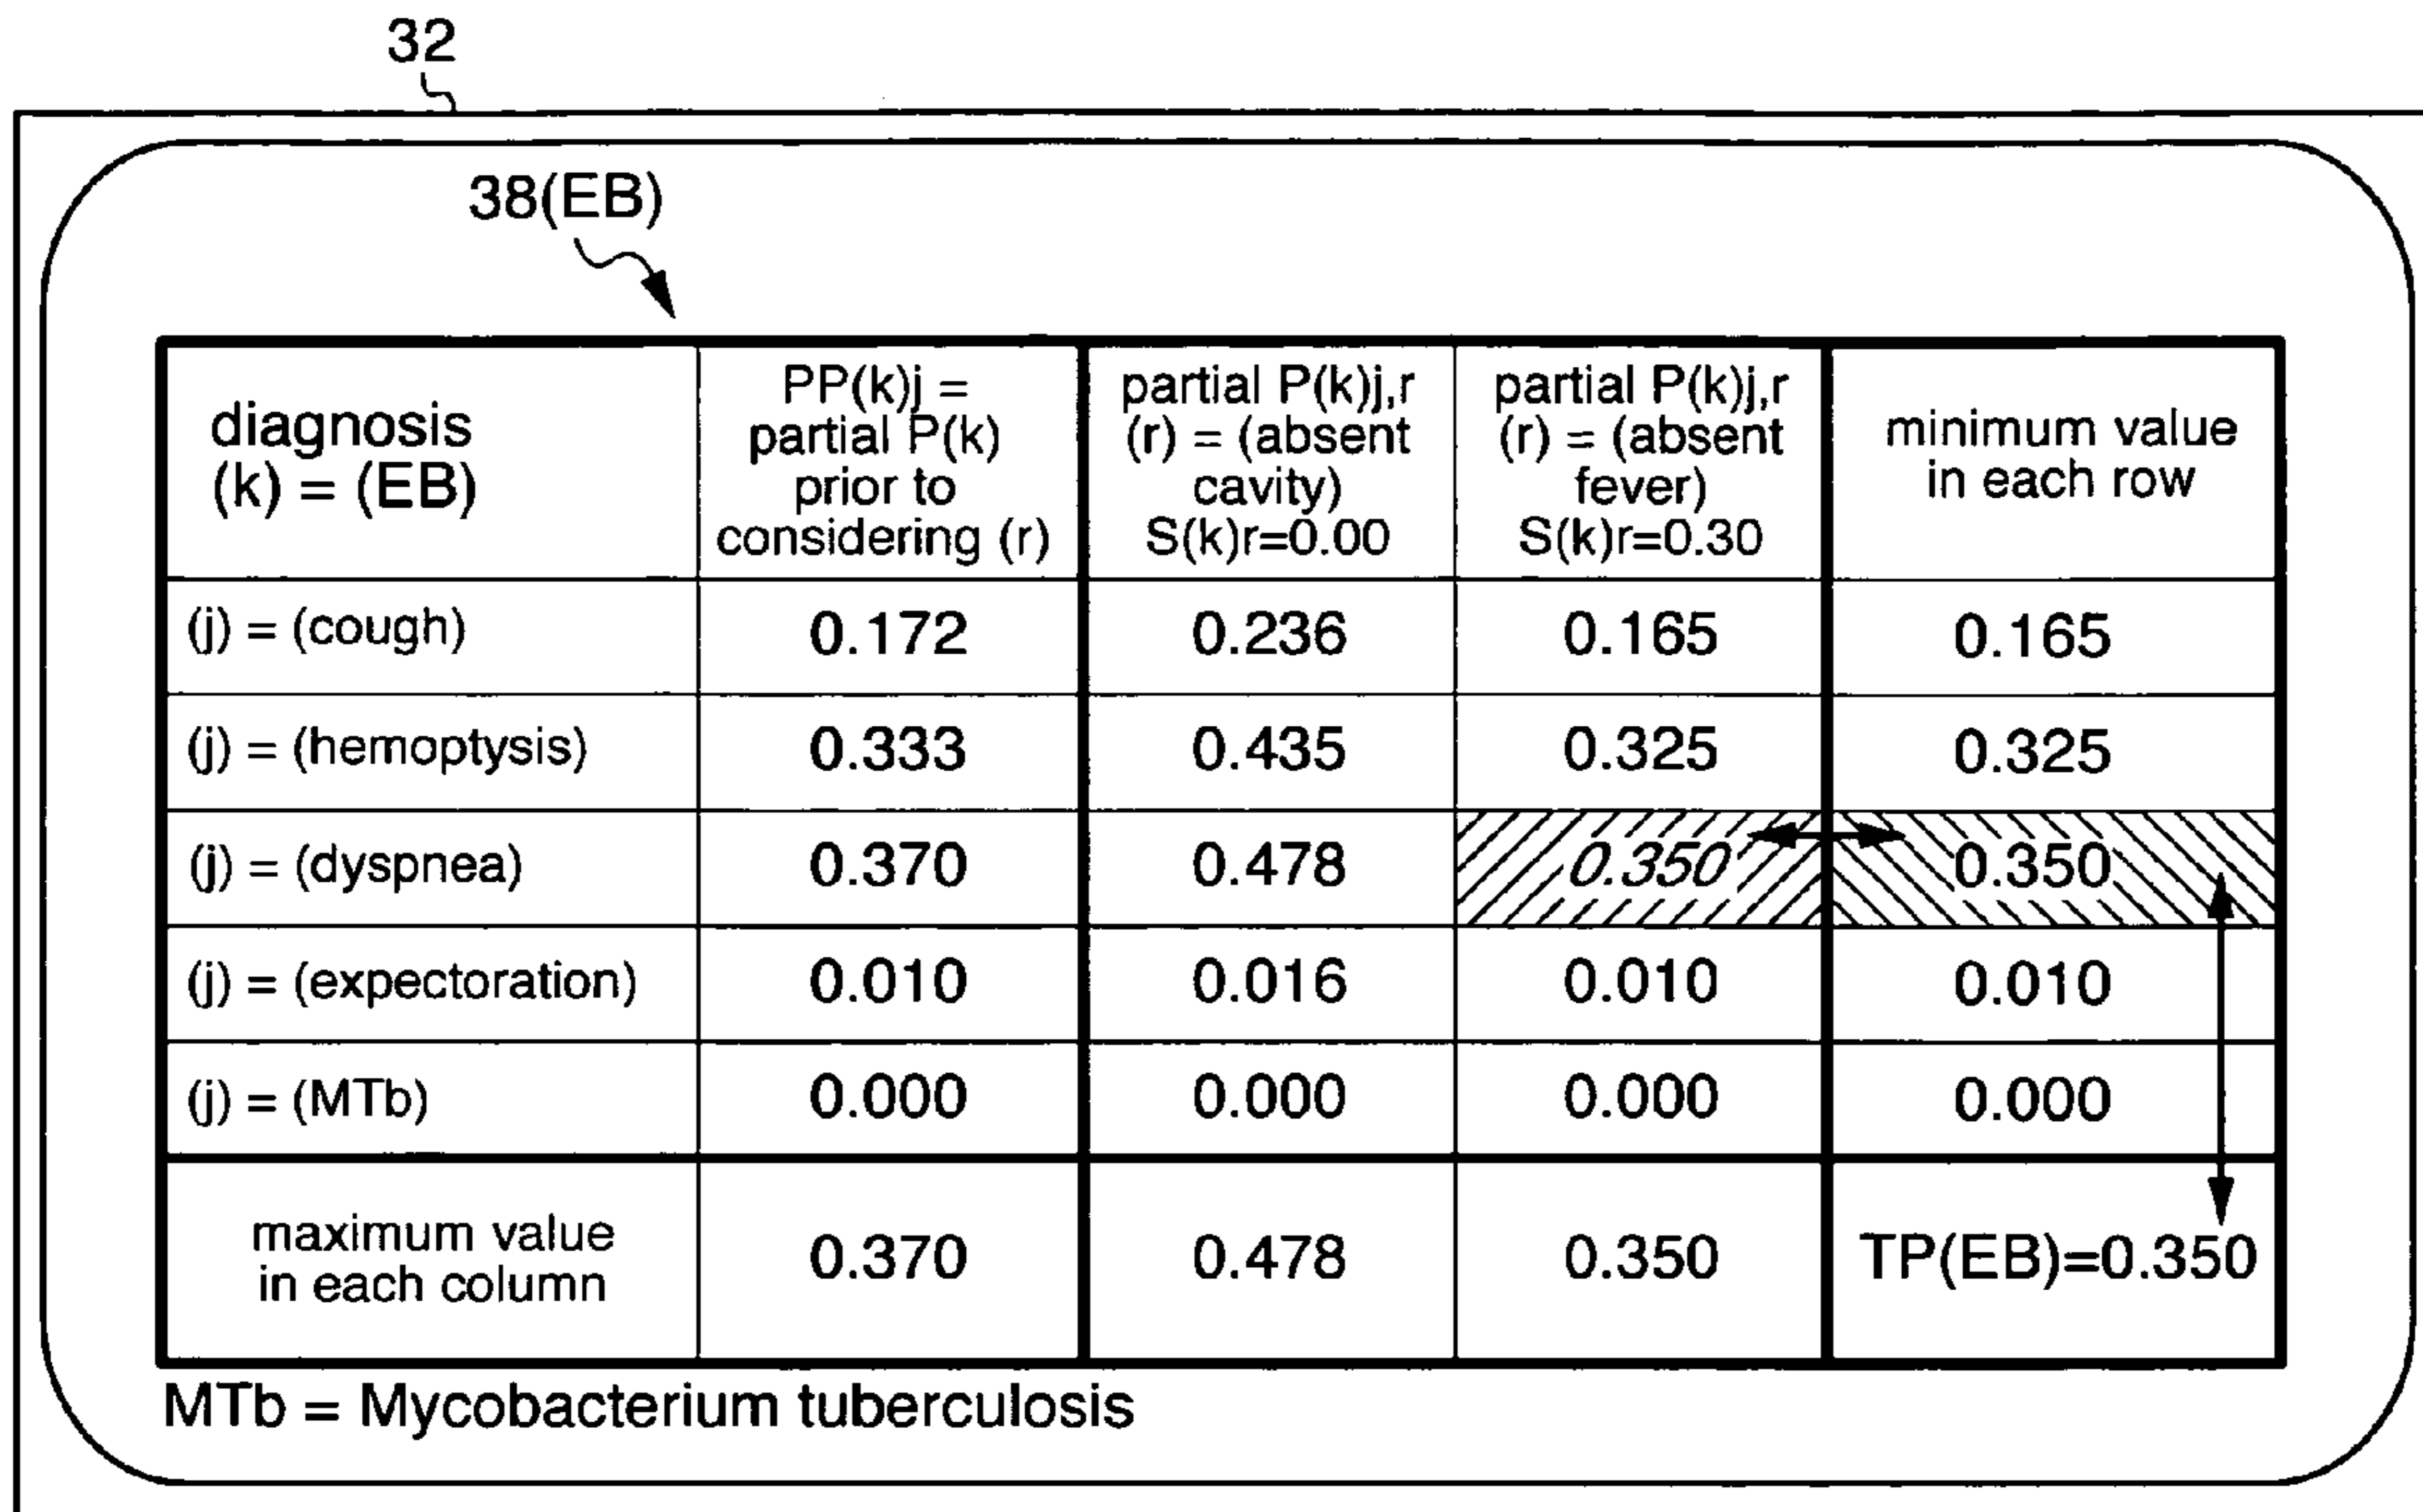 32
38(EB)
diagnosis
(k) = (EB)
PP(k)j =
partial P(k)
prior to
considering (r)
partial P(k)j,r
(r) = (absent
cavity)
S(k)r=0.00
partial P(k)j,r
(r) = (absent
fever)
S(k)r=0.30
minimum value
in each row
(j) = (cough)
0.172
0.236
0.165
0.165
(j) = (hemoptysis)
0.333
0.435
0.325
0.325
(j) = (dyspnea)
0.370
0.478
0.350
0.350
(j) = (expectoration)
0.010
0.016
0.010
0.010
(j) = (MTb)
0.000
0.000
0.000
0.000
maximum value
in each column
0.370
0.478
0.350
TP(EB)=0.350
MTb = Mycobacterium tuberculosis